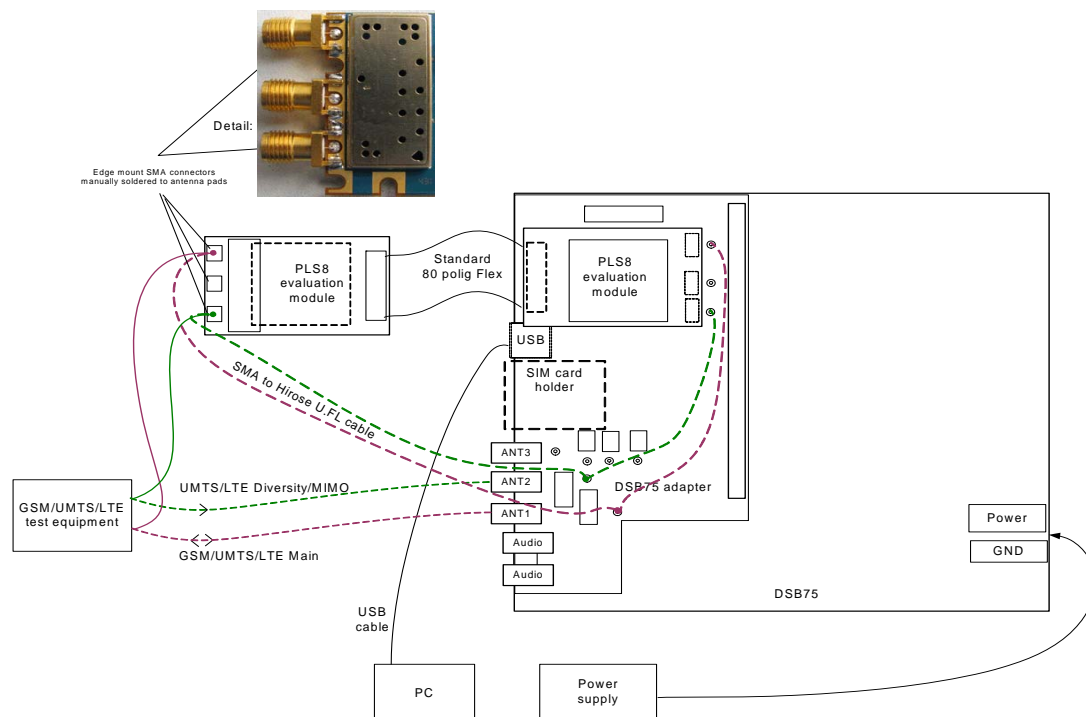 Detail:
Edge mount SMA connectors
manually soldered to antenna pads
PLS8
evaluation
module
Standard
80 polig Flex
PLS8
evaluation
module
USB
SIM card
holder
SMA to Hirose U.FL cable
ANT3
ANT2
ANT1
Audio
Audio
DSB75 adapter
GSM/UMTS/LTE
test equipment
UMTS/LTE Diversity/MIMO
GSM/UMTS/LTE Main
Power
GND
DSB75
USB
cable
PC
Power
supply